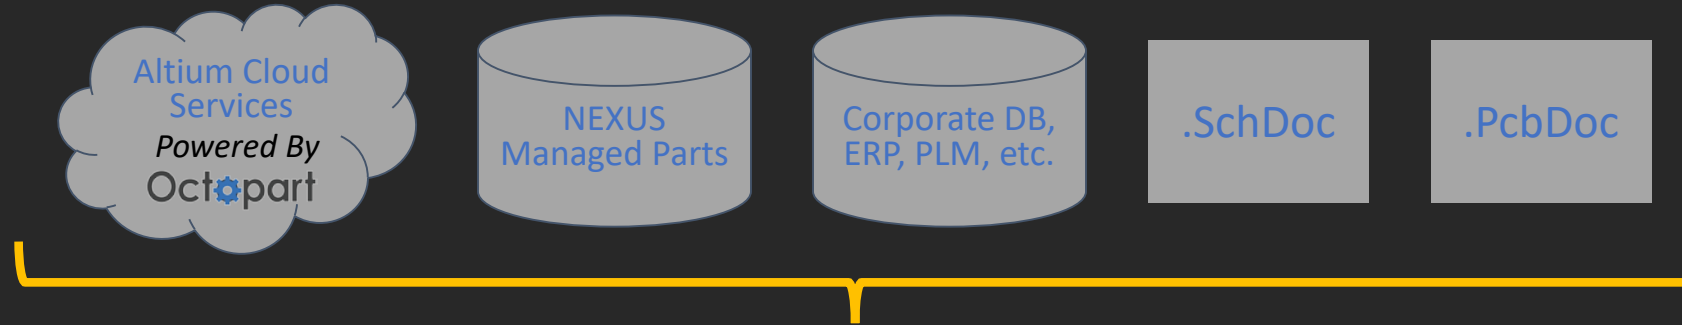 Altium Cloud
Services
Powered By
Octopart
NEXUS
Managed Parts
Corporate DB,
ERP, PLM, etc.
.SchDoc
.PcbDoc